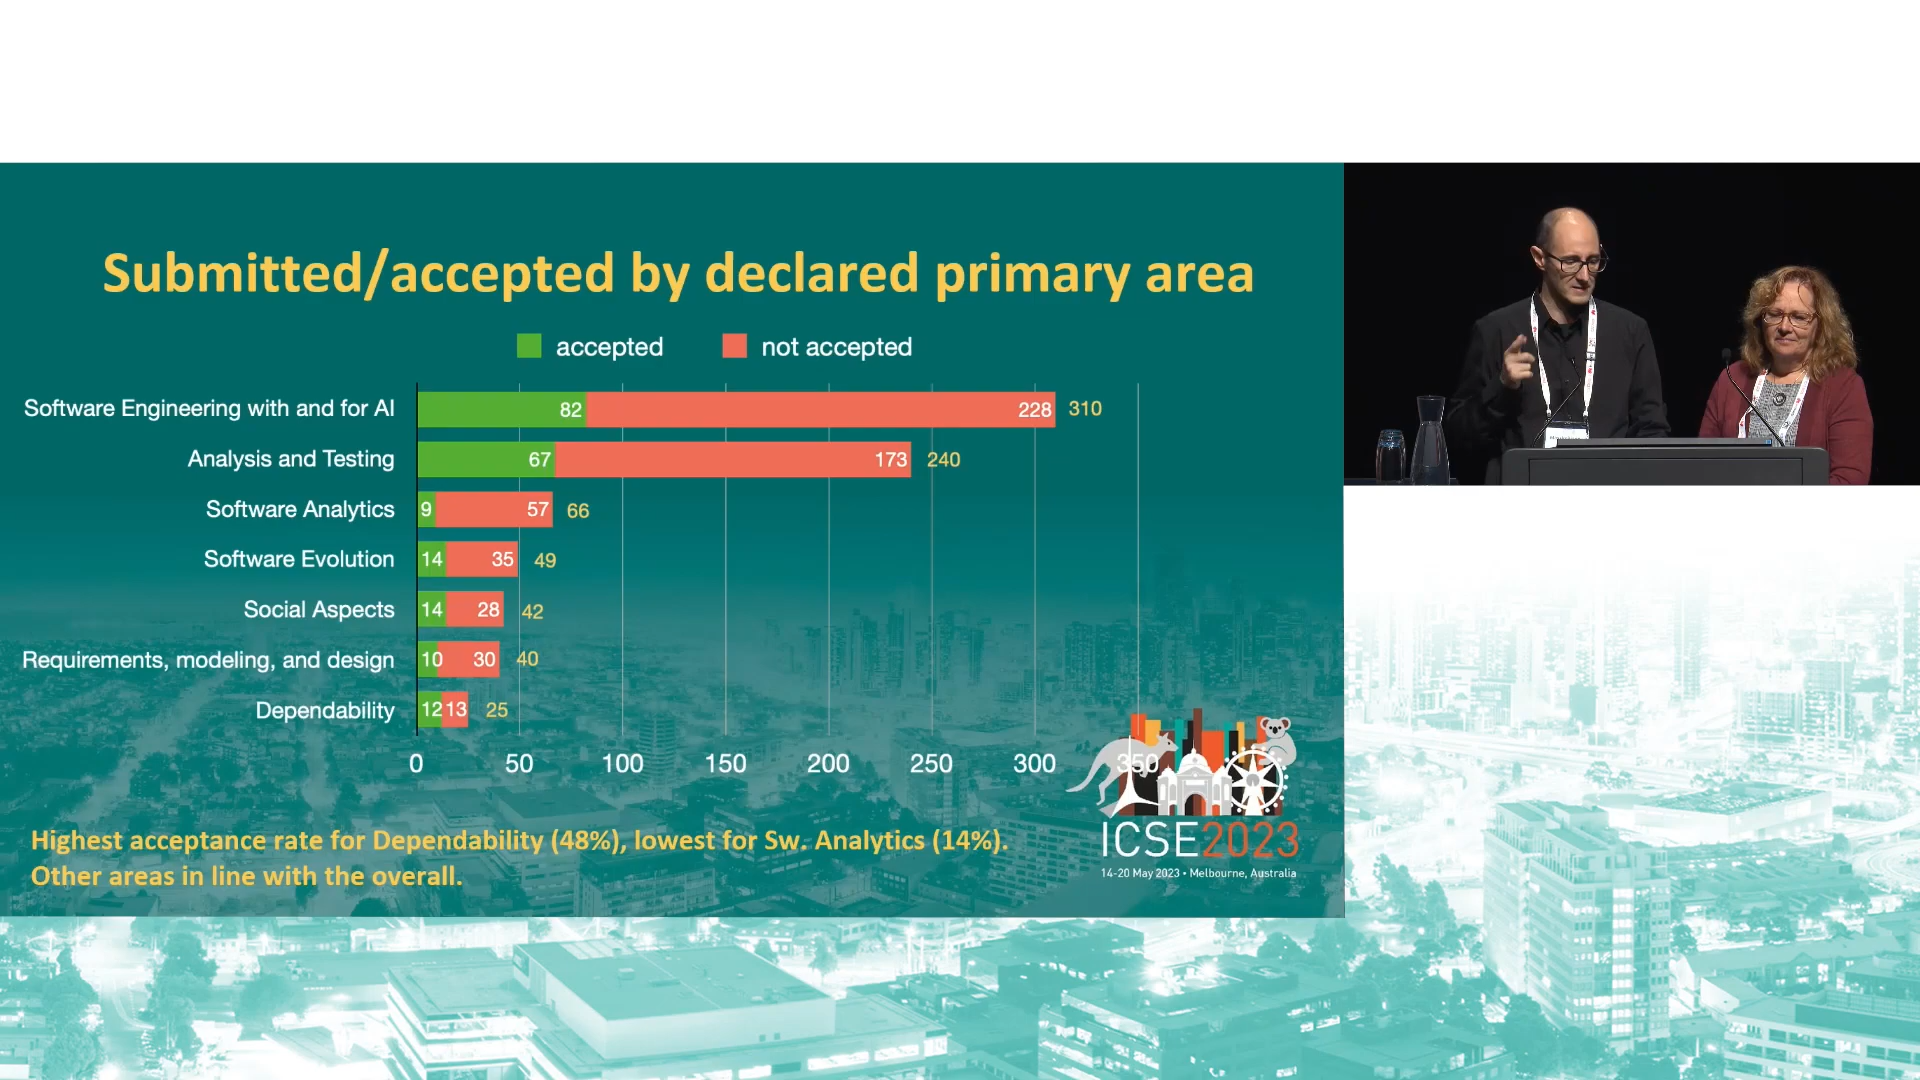 Submitted/accepted by declared primary area
accepted not accepted
Software Engineering with and for AI 82 228 310
Analysis and Testing 67 173 240
Software Analytics 9 57 66
Software Evolution 14 35 49
Social Aspects 14 28 42
Requirements, modeling, and design 10 30 40
Dependability 12 13 25
0 50 100 150 200 250 300 350
Highest acceptance rate for Dependability (48%), lowest for Sw. Analytics (14%).
Other areas in line with the overall.
ICSE2023
14-20 May 2023 • Melbourne, Australia